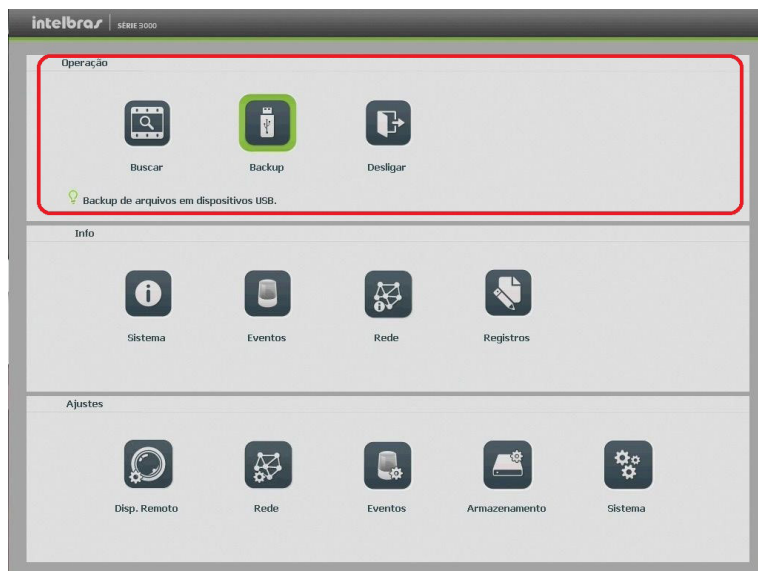 intelbras | SÉRIE 3000
Operação
Buscar Backup Desligar
Backup de arquivos em dispositivos USB.
Info
Sistema Eventos Rede Registros
Ajustes
Disp. Remoto Rede Eventos Armazenamento Sistema